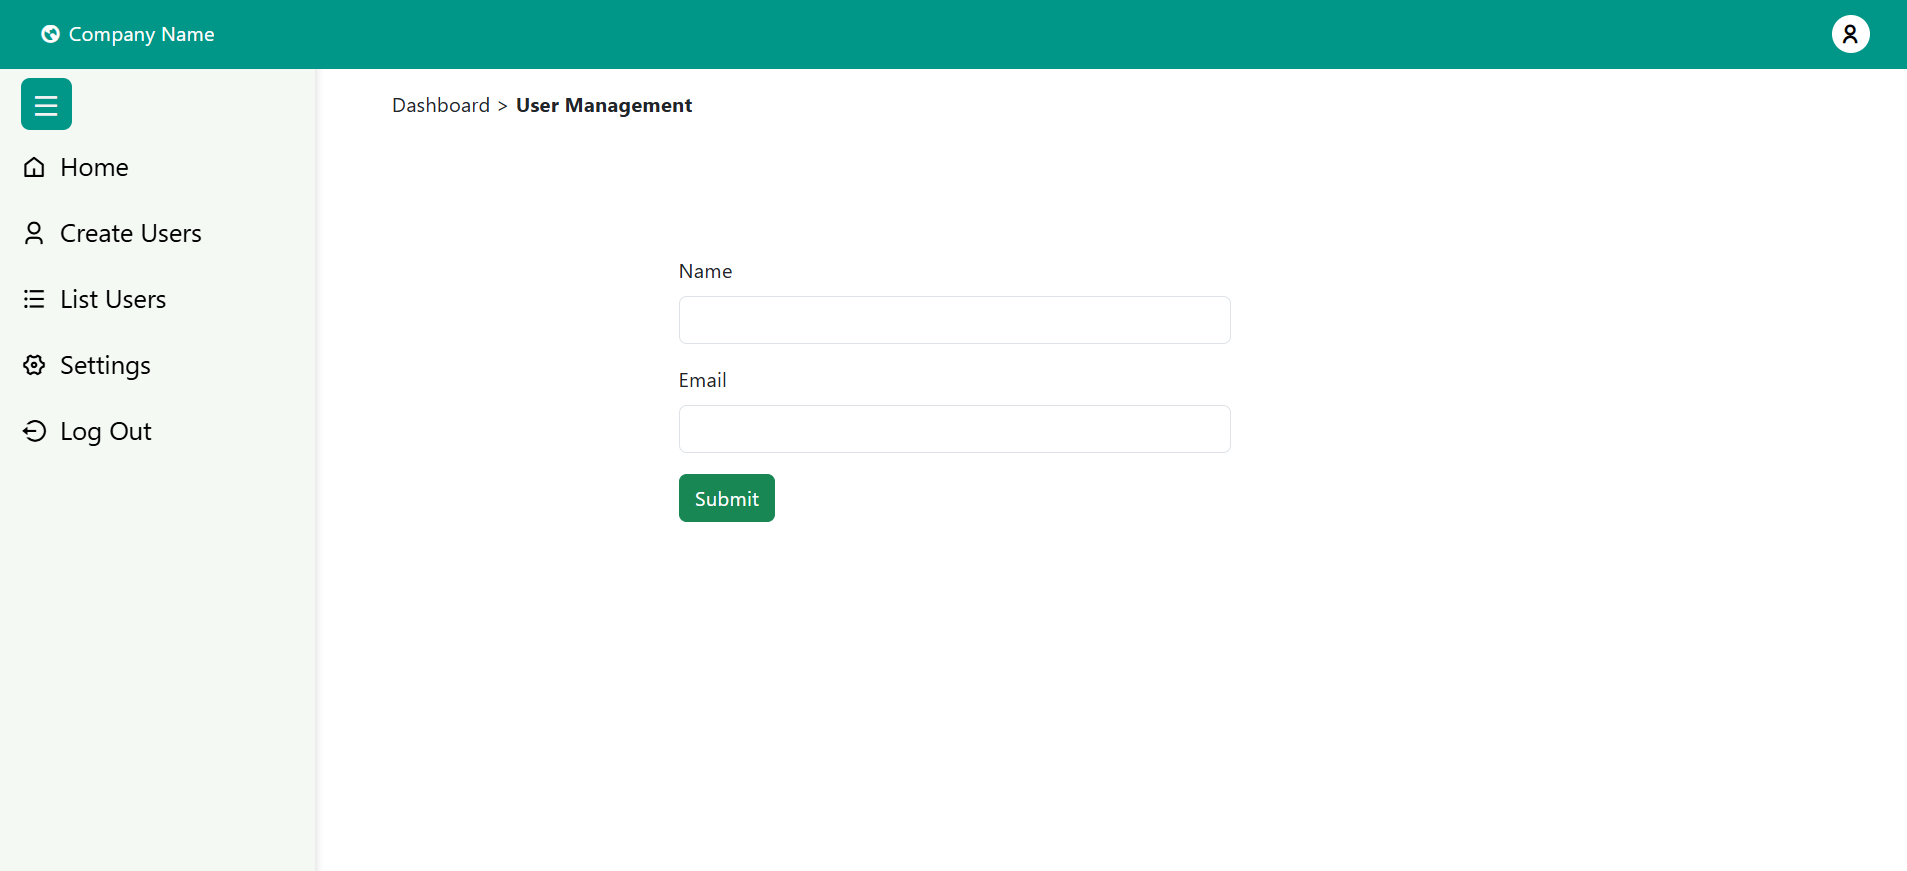 Company Name
Dashboard > User Management
Home
Create Users
List Users
Settings
Log Out
Name
Email
Submit